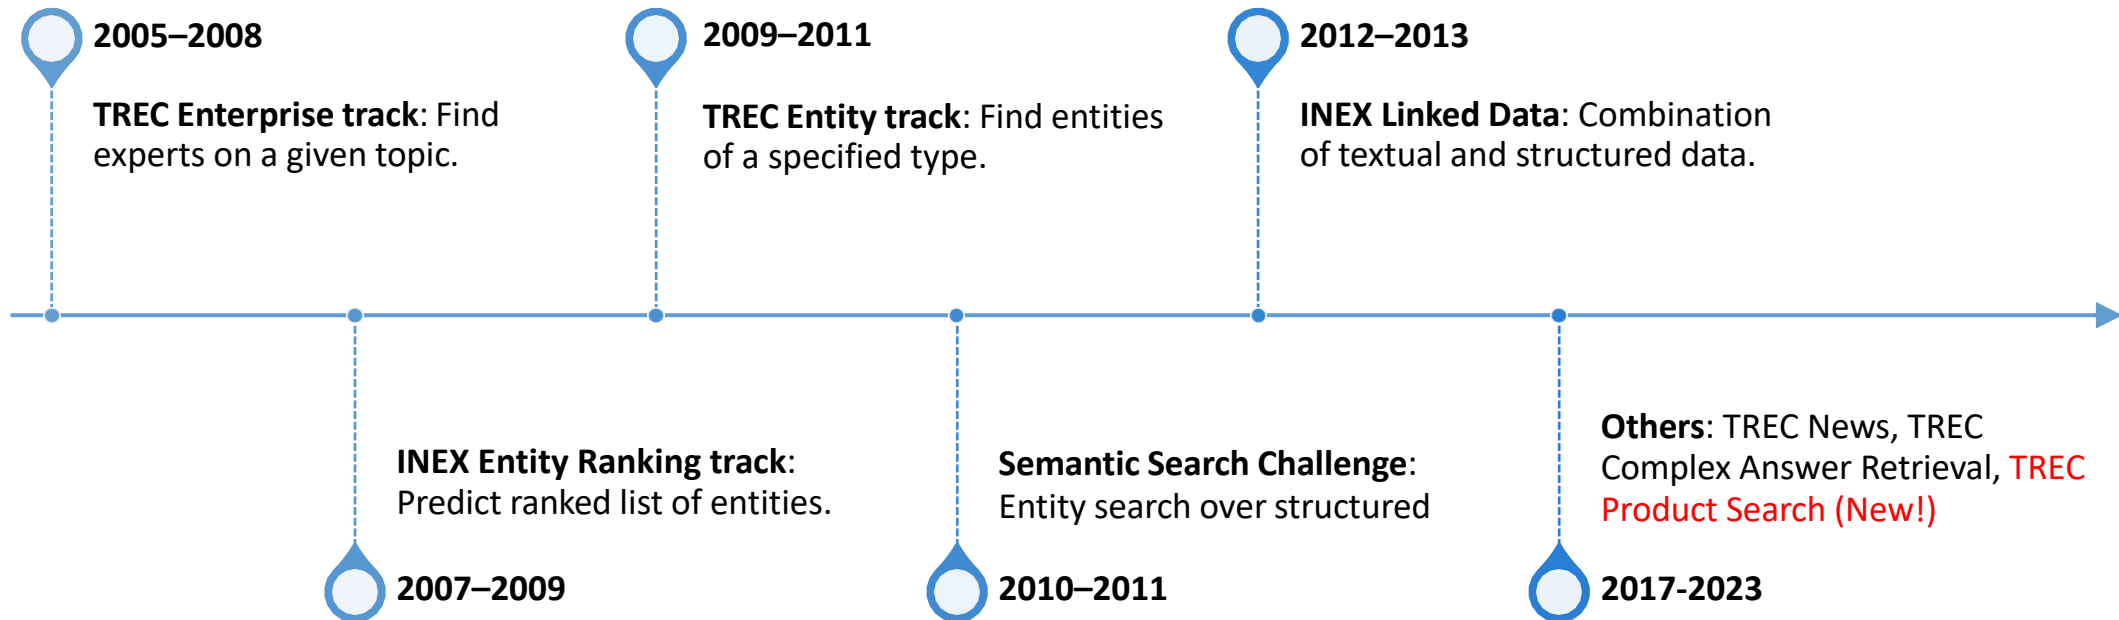 2005–2008
TREC Enterprise track: Find
experts on a given topic.
2009–2011
TREC Entity track: Find entities
of a specified type.
2012–2013
INEX Linked Data: Combination
of textual and structured data.
INEX Entity Ranking track:
Predict ranked list of entities.
2007–2009
Semantic Search Challenge:
Entity search over structured
2010–2011
Others: TREC News, TREC
Complex Answer Retrieval, TREC
Product Search (New!)
2017-2023